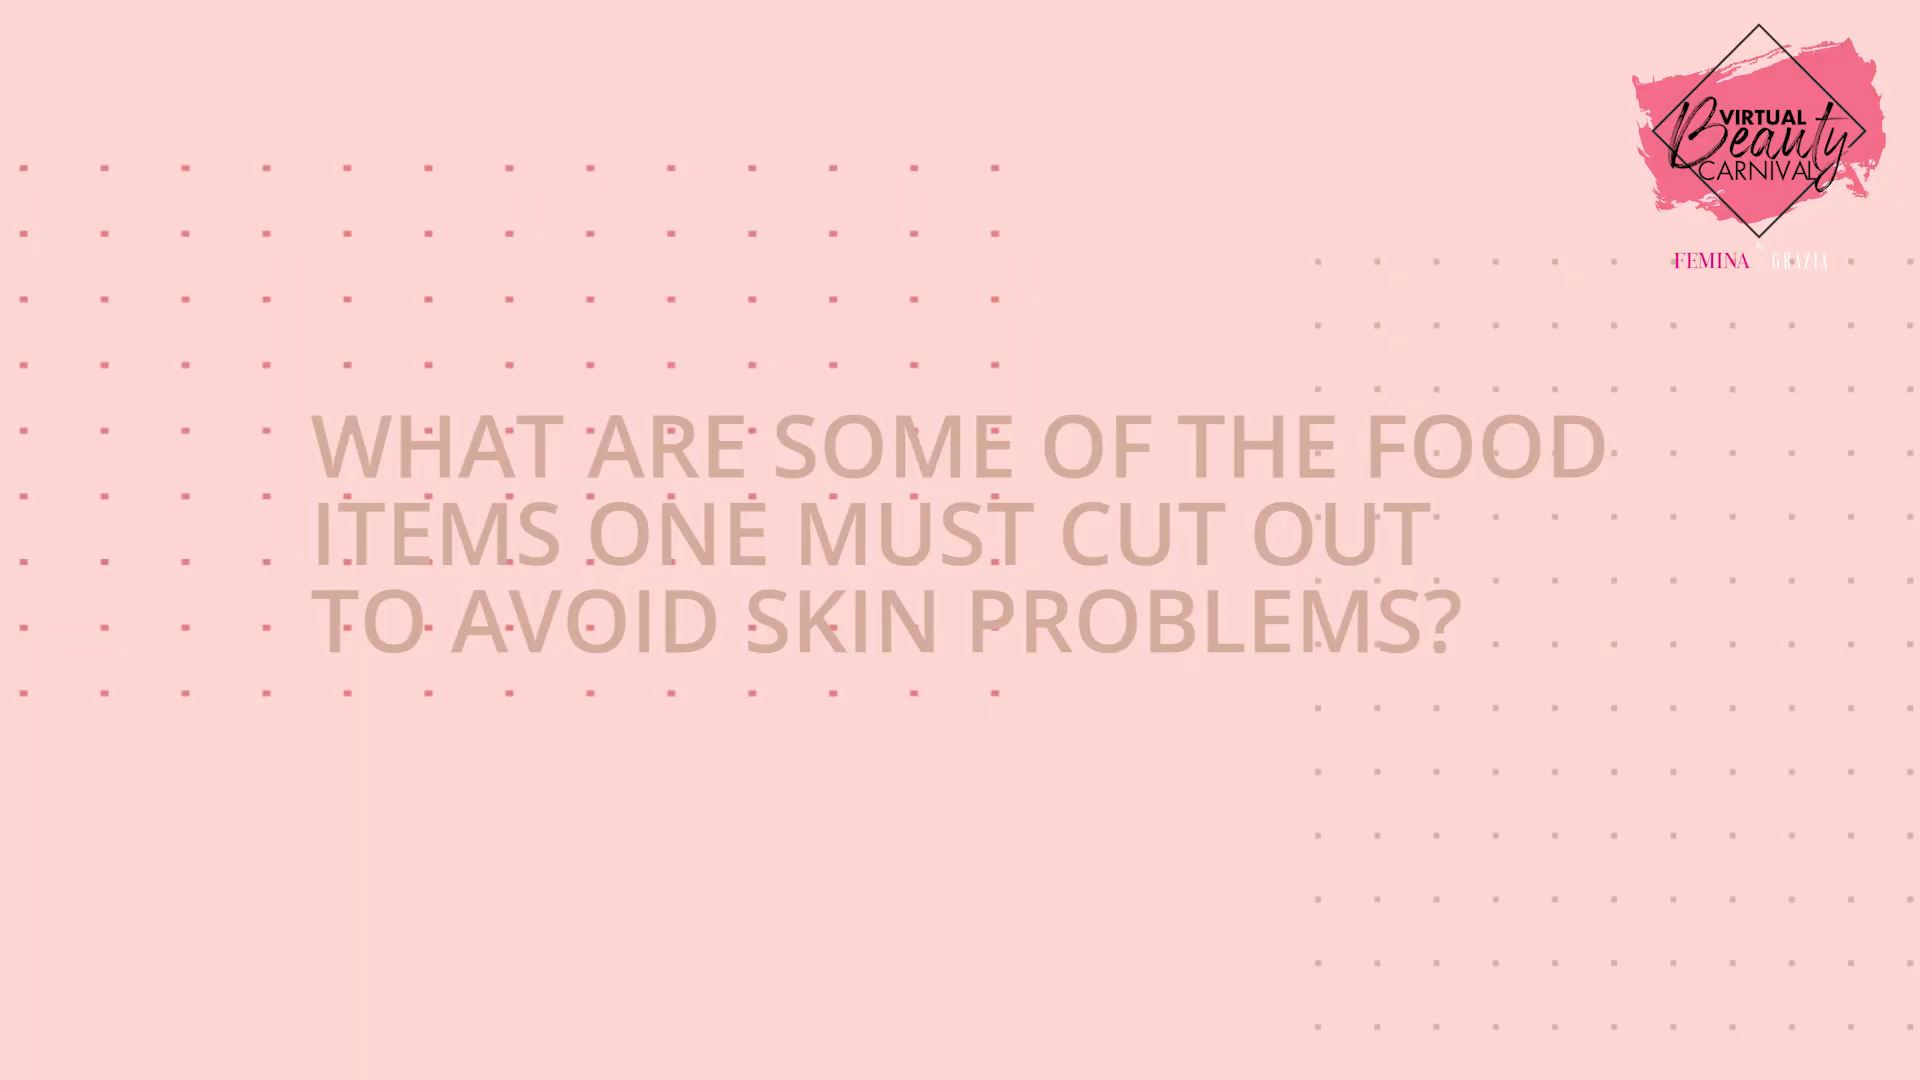 VIRTUAL
Beauty
CARNIVAL
By
FEMINA GRAZIA
WHAT ARE SOME OF THE FOOD
ITEMS ONE MUST CUT OUT
TO AVOID SKIN PROBLEMS?